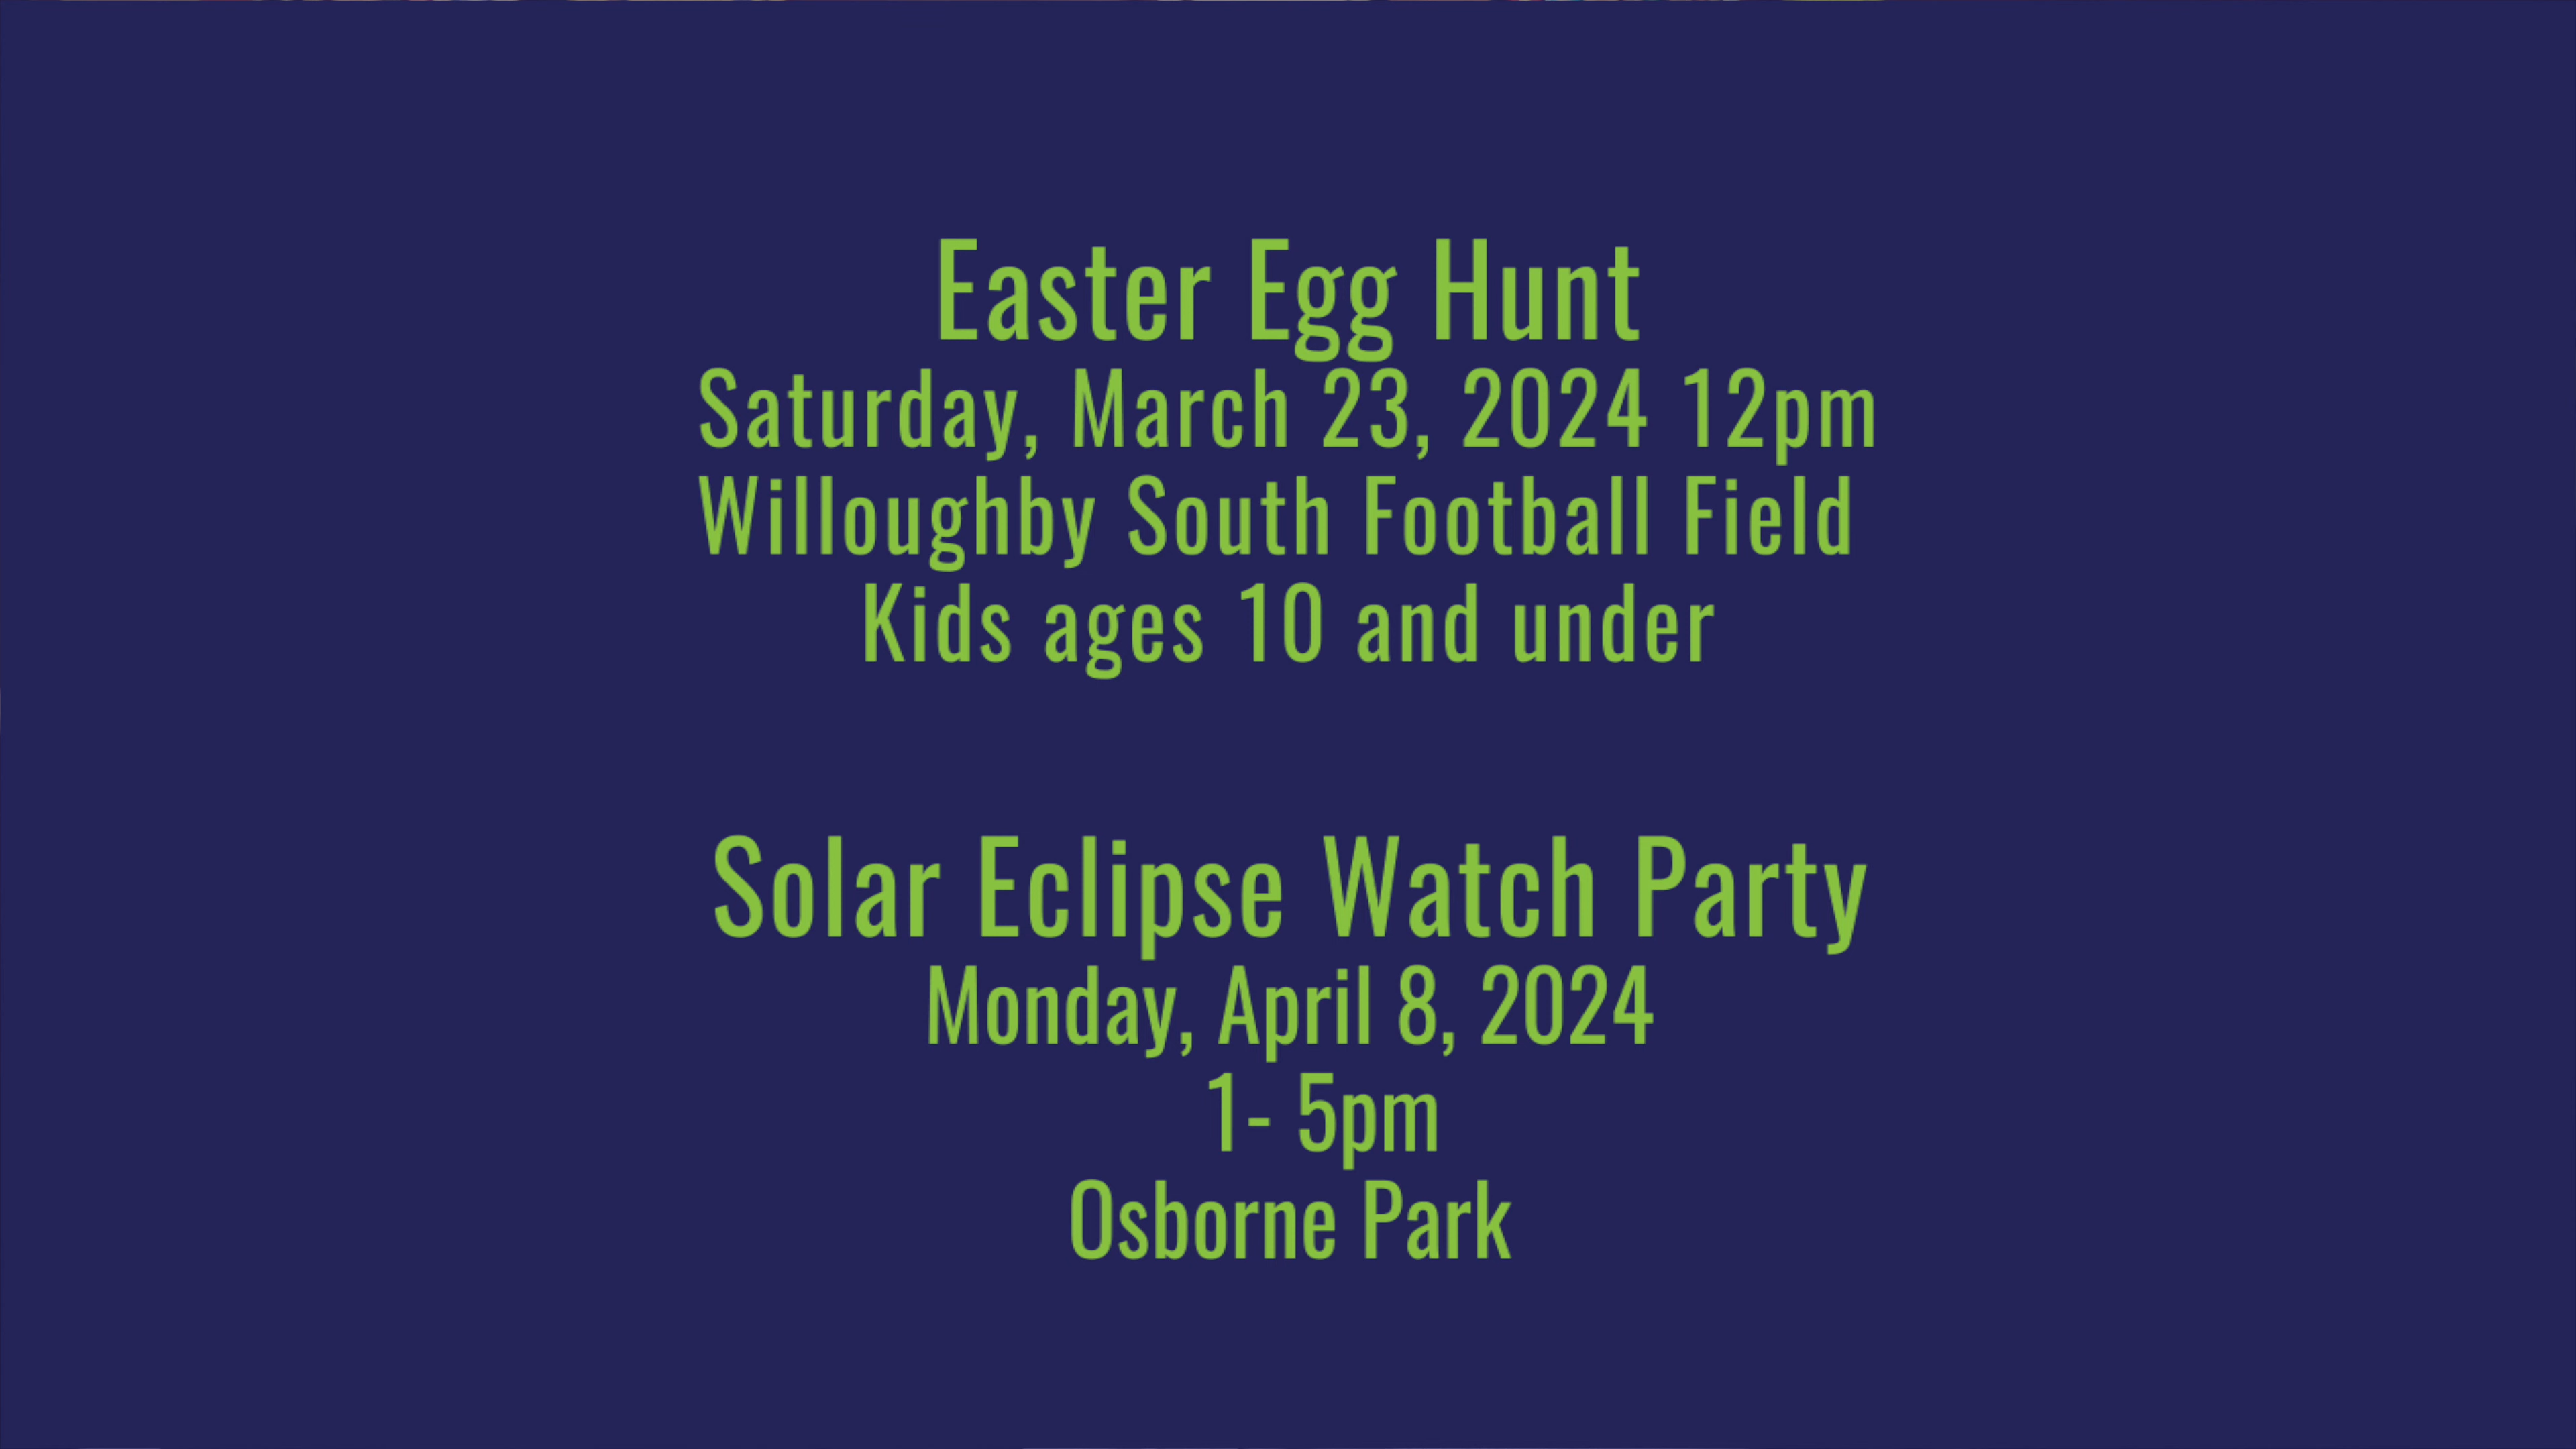 Easter Egg Hunt
Saturday, March 23, 2024 12pm
Willoughby South Football Field
Kids ages 10 and under
Solar Eclipse Watch Party
Monday, April 8, 2024
1- 5pm
Osborne Park